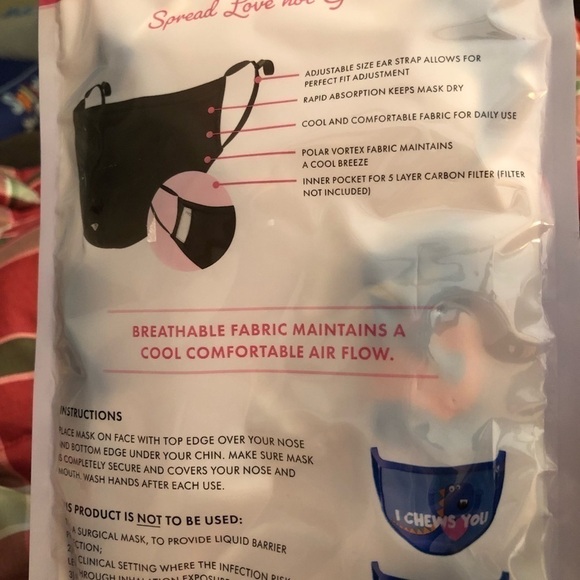 Spread Love not
ADJUSTABLE SIZE EAR STRAP ALLOWS FOR
PERFECT FIT ADJUSTMENT
RAPID ABSORPTION KEEPS MASK DRY
COOL AND COMFORTABLE FABRIC FOR DAILY USE
POLAR VORTEX FABRIC MAINTAINS
A COOL BREEZE
INNER POCKET FOR 5 LAYER CARBON FILTER (FILTER
NOT INCLUDED)
BREATHABLE FABRIC MAINTAINS A
COOL COMFORTABLE AIR FLOW.
INSTRUCTIONS
PLACE MASK ON FACE WITH TOP EDGE OVER YOUR NOSE
AND BOTTOM EDGE UNDER YOUR CHIN. MAKE SURE MASK
IS COMPLETELY SECURE AND COVERS YOUR NOSE AND
MOUTH. WASH HANDS AFTER EACH USE.
I CHEWS YOU
IS PRODUCT IS NOT TO BE USED:
A SURGICAL MASK, TO PROVIDE LIQUID BARRIER
CTION;
CLINICAL SETTING WHERE THE INFECTION RISK
THROUGH INHALATION